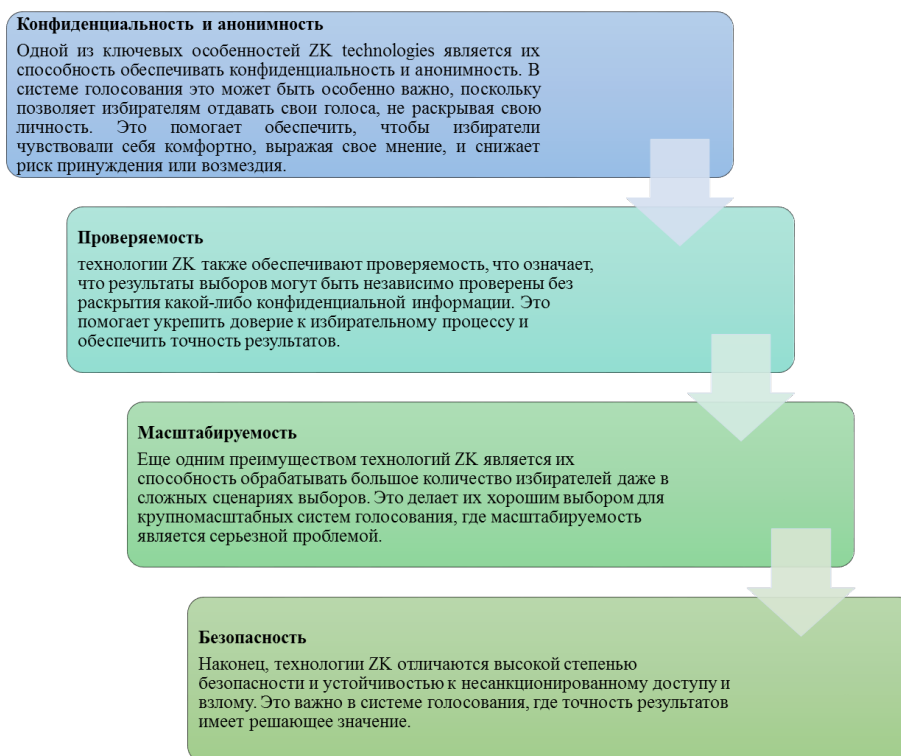 Конфиденциальность и анонимность
Одной из ключевых особенностей ZK technologies является их
способность обеспечивать конфиденциальность и анонимность. В
системе голосования это может быть особенно важно, поскольку
позволяет избирателям отдавать свои голоса, не раскрывая свою
личность. Это помогает обеспечить, чтобы избиратели
чувствовали себя комфортно, выражая свое мнение, и снижает
риск принуждения или возмездия.
Проверяемость
технологии ZK также обеспечивают проверяемость, что означает,
что результаты выборов могут быть независимо проверены без
раскрытия какой-либо конфиденциальной информации. Это
помогает укрепить доверие к избирательному процессу и
обеспечить точность результатов.
Масштабируемость
Еще одним преимуществом технологий ZK является их
способность обрабатывать большое количество избирателей даже в
сложных сценариях выборов. Это делает их хорошим выбором для
крупномасштабных систем голосования, где масштабируемость
является серьезной проблемой.
Безопасность
Наконец, технологии ZK отличаются высокой степенью
безопасности и устойчивостью к несанкционированному доступу и
взлому. Это важно в системе голосования, где точность результатов
имеет решающее значение.